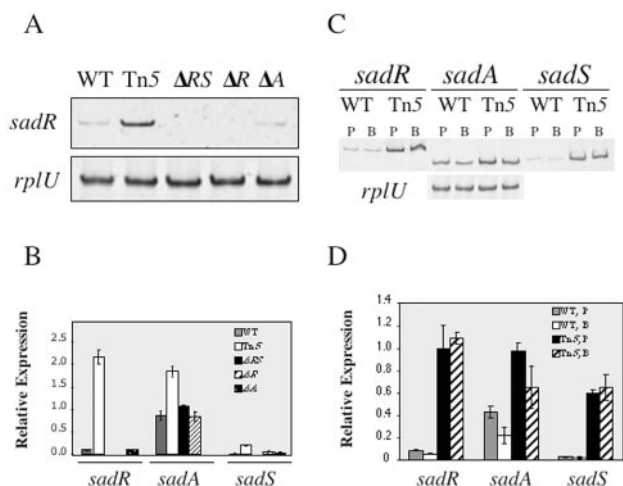 A
WT Tn5 ΔRS ΔR ΔA
sadR
rplU
C
sadR sadA sadS
WT Tn5 WT Tn5 WT Tn5
P B P B P B P B P B P B
rplU
B
Relative Expression
2.5
2.0
1.5
1.0
0.5
0.0
WT
Tn5
ΔRS
ΔR
ΔA
sadR sadA sadS
D
Relative Expression
1.4
1.2
1.0
0.8
0.6
0.4
0.2
0
WT, P
WT, B
Tn5, P
Tn5, B
sadR sadA sadS